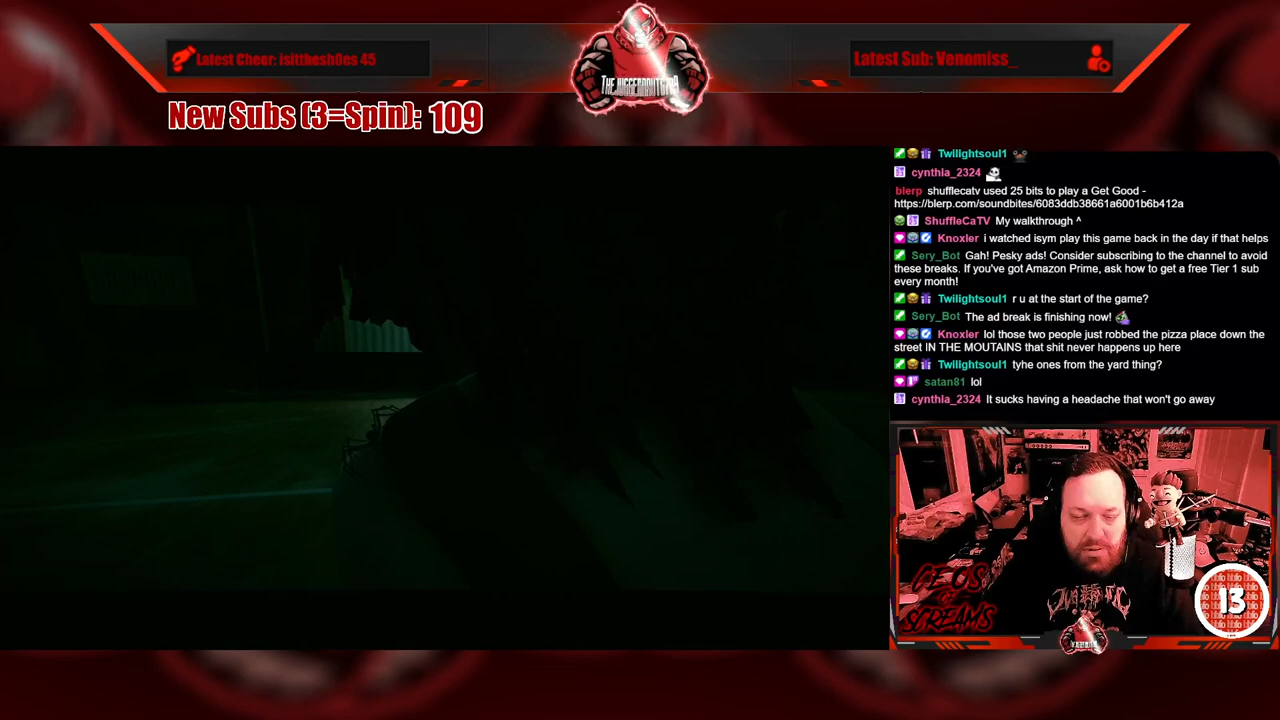 Latest Cheer: isittheshoes 45
Latest Sub: Venomiss_
THEJUGGERNAUT0789
New Subs (3=Spin): 109
Twilightsoul1
cynthia_2324
blerp shufflecatv used 25 bits to play a Get Good -
https://blerp.com/soundbites/6083ddb38661a6001b6b412a
ShuffleCaTV My walkthrough ^
Knoxler i watched isym play this game back in the day if that helps
Sery_Bot Gah! Pesky ads! Consider subscribing to the channel to avoid
these breaks. If you've got Amazon Prime, ask how to get a free Tier 1 sub
every month!
Twilightsoul1 r u at the start of the game?
Sery_Bot The ad break is finishing now!
Knoxler lol those two people just robbed the pizza place down the
street IN THE MOUTAINS that shit never happens up here
Twilightsoul1 tyhe ones from the yard thing?
satan81 lol
cynthia_2324 It sucks having a headache that won't go away
CEOS
OF
SCREAMS
13